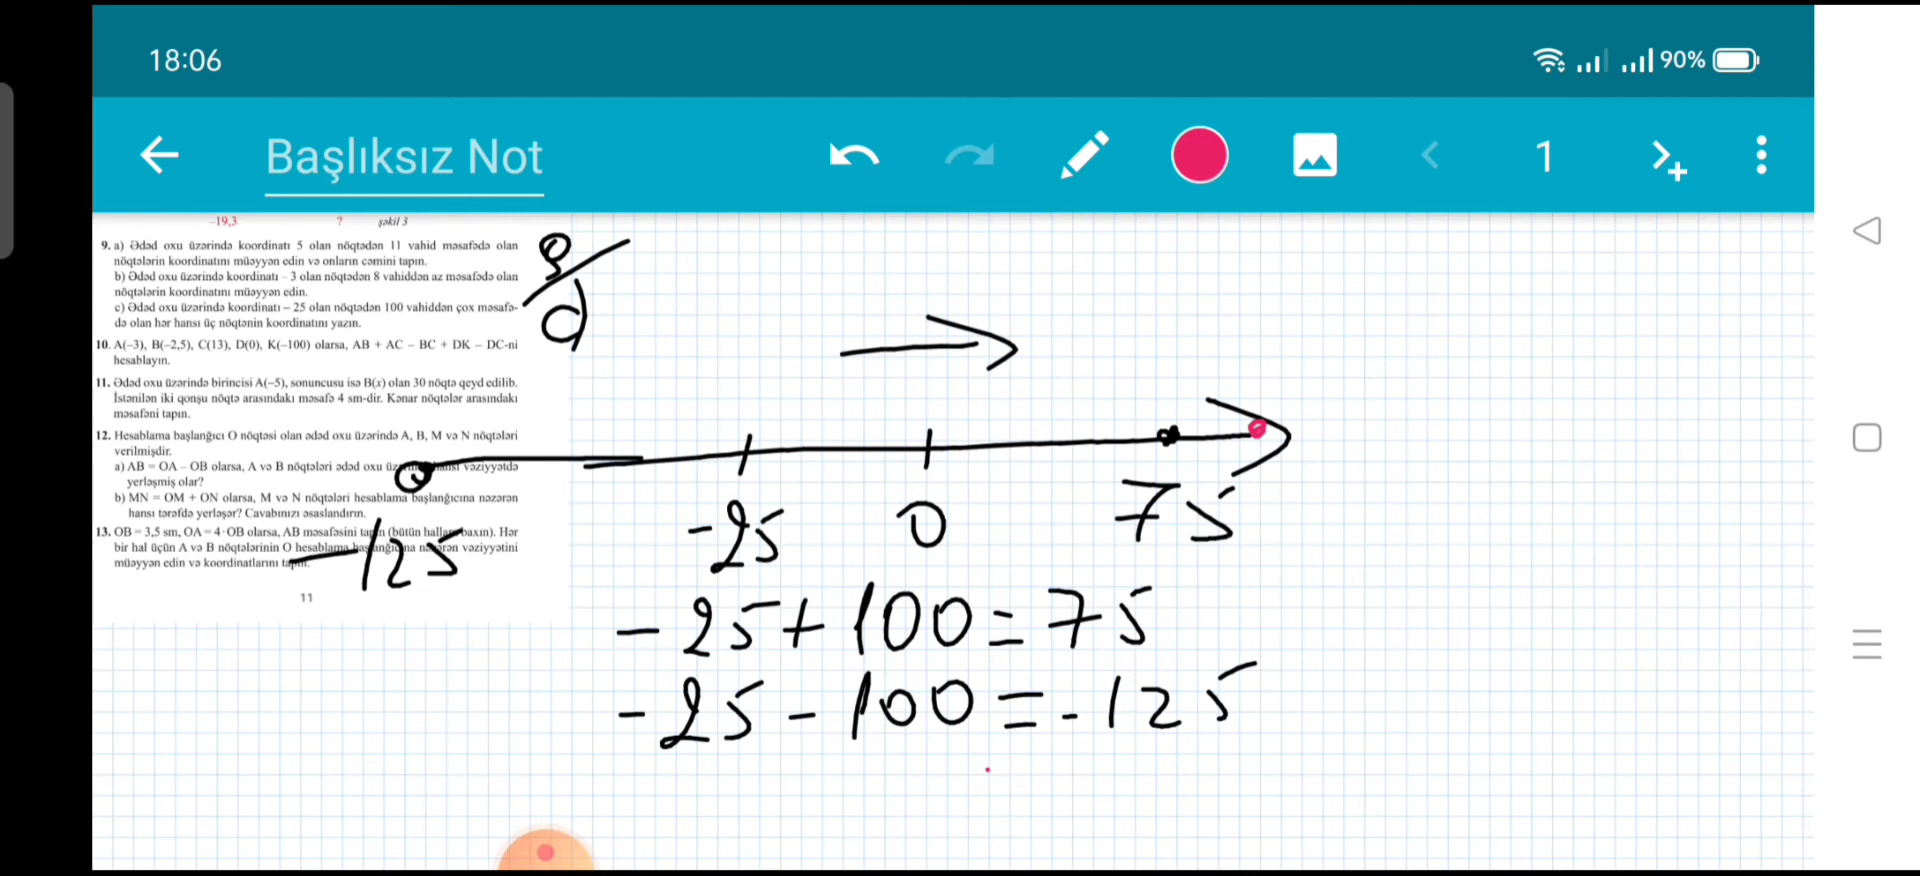 18:06
90%
Başlıksız Not
1
-19,3 ? şəkil 3
9. a) Ədəd oxu üzərində koordinatı 5 olan nöqtədən 11 vahid məsafədə olan
nöqtələrin koordinatını müəyyən edin və onların cəmini tapın.
b) Ədəd oxu üzərində koordinatı – 3 olan nöqtədən 8 vahiddən az məsafədə olan
nöqtələrin koordinatını müəyyən edin.
c) Ədəd oxu üzərində koordinatı – 25 olan nöqtədən 100 vahiddən çox məsafə-
də olan hər hansı üç nöqtənin koordinatını yazın.
10. A(–3), B(–2,5), C(13), D(0), K(–100) olarsa, AB + AC – BC + DK – DC-ni
hesablayın.
11. Ədəd oxu üzərində birincisi A(–5), sonuncusu isə B(x) olan 30 nöqtə qeyd edilib.
İstənilən iki qonşu nöqtə arasındakı məsafə 4 sm-dir. Kənar nöqtələr arasındakı
məsafəni tapın.
12. Hesablama başlanğıcı O nöqtəsi olan ədəd oxu üzərində A, B, M və N nöqtələri
verilmişdir.
a) AB = OA – OB olarsa, A və B nöqtələri ədəd oxu vəziyyətdə
yerləşmiş olar?
b) MN = OM + ON olarsa, M və N nöqtələri hesablama başlanğıcına nəzərən
hansı tərəfdə yerləşər? Cavabınızı əsaslandırın.
13. OB = 3,5 sm, OA = 4·OB olarsa, AB məsafəsini baxın). Hər
bir hal üçün A və B nöqtələrinin O hesablama vəziyyətini
müəyyən edin və koordinatlarını
11
-125
-25 0 75
-25+100=75
-25-100=-125